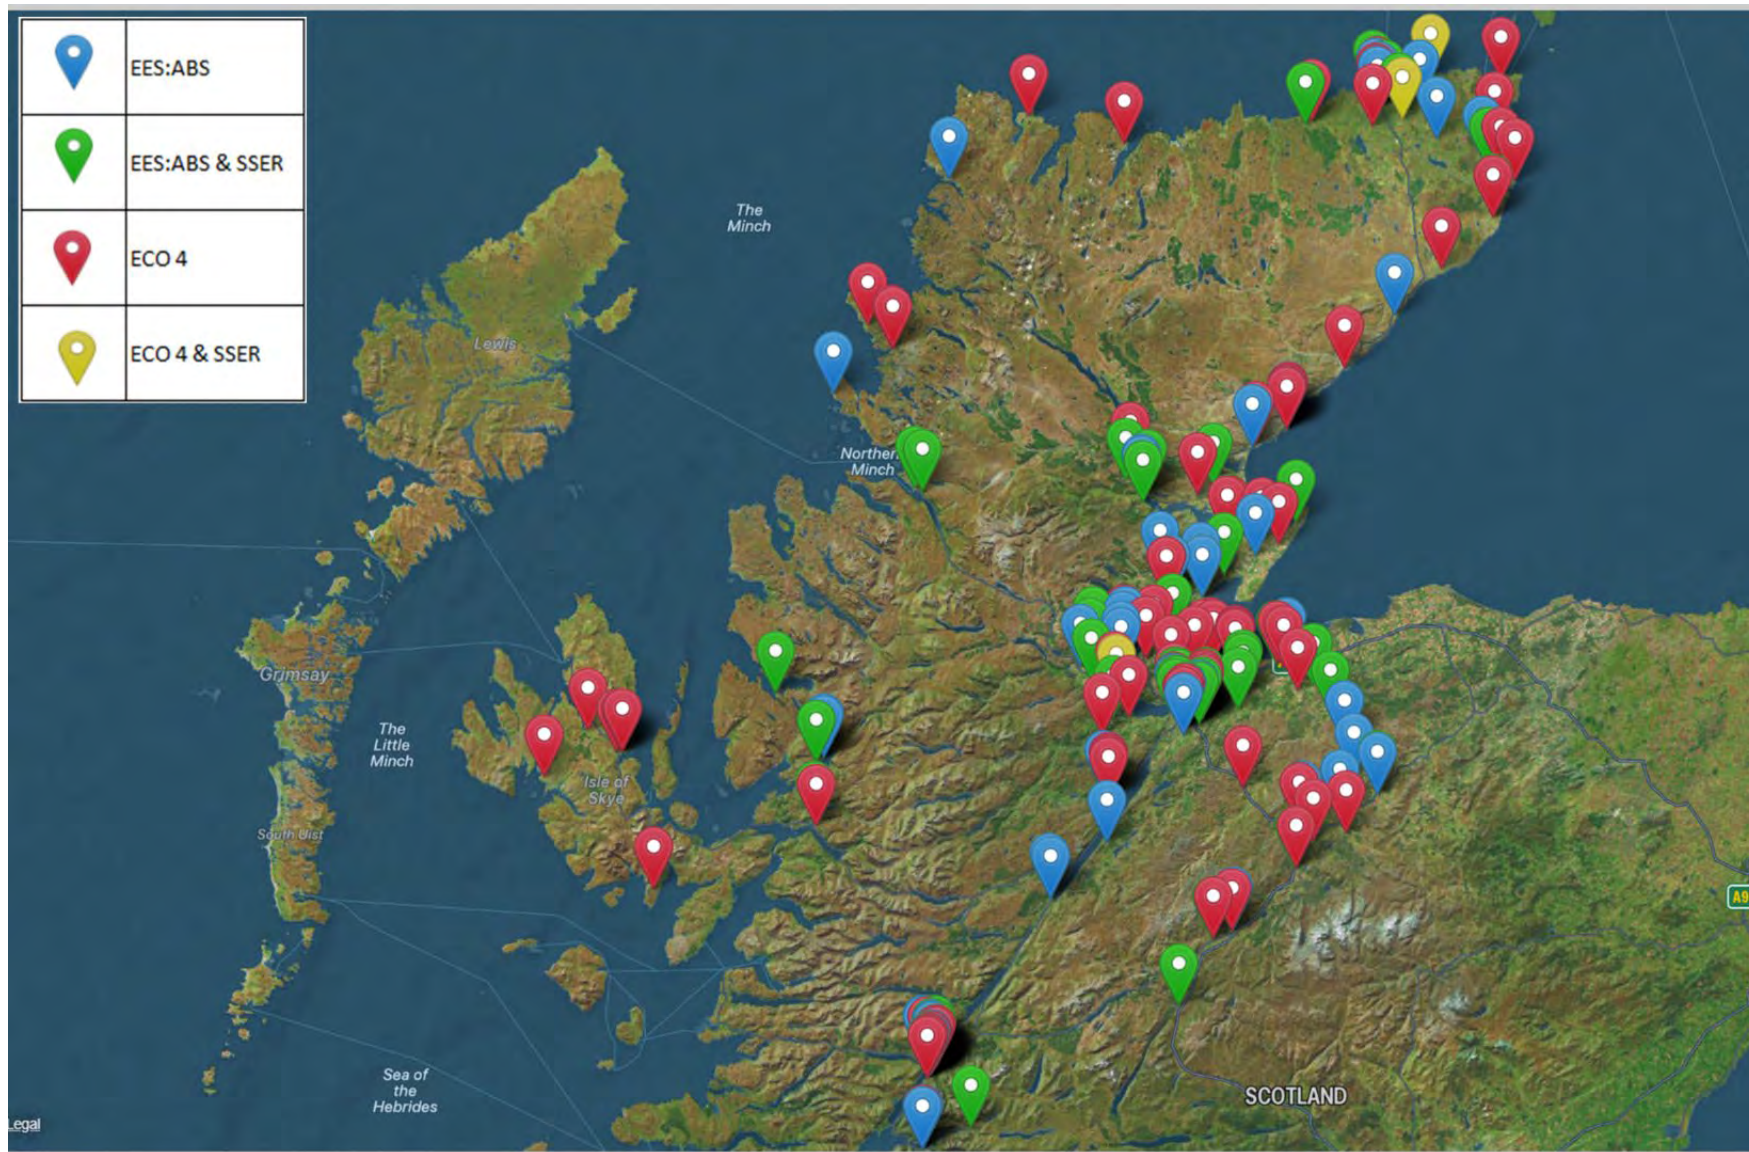 EES:ABS
EES:ABS & SSER
ECO 4
ECO 4 & SSER
The
Minch
Lewis
Northern
Minch
Grimsay
The
Little
Minch
Isle of
Skye
South Uist
A9
Sea of
the
Hebrides
SCOTLAND
Legal